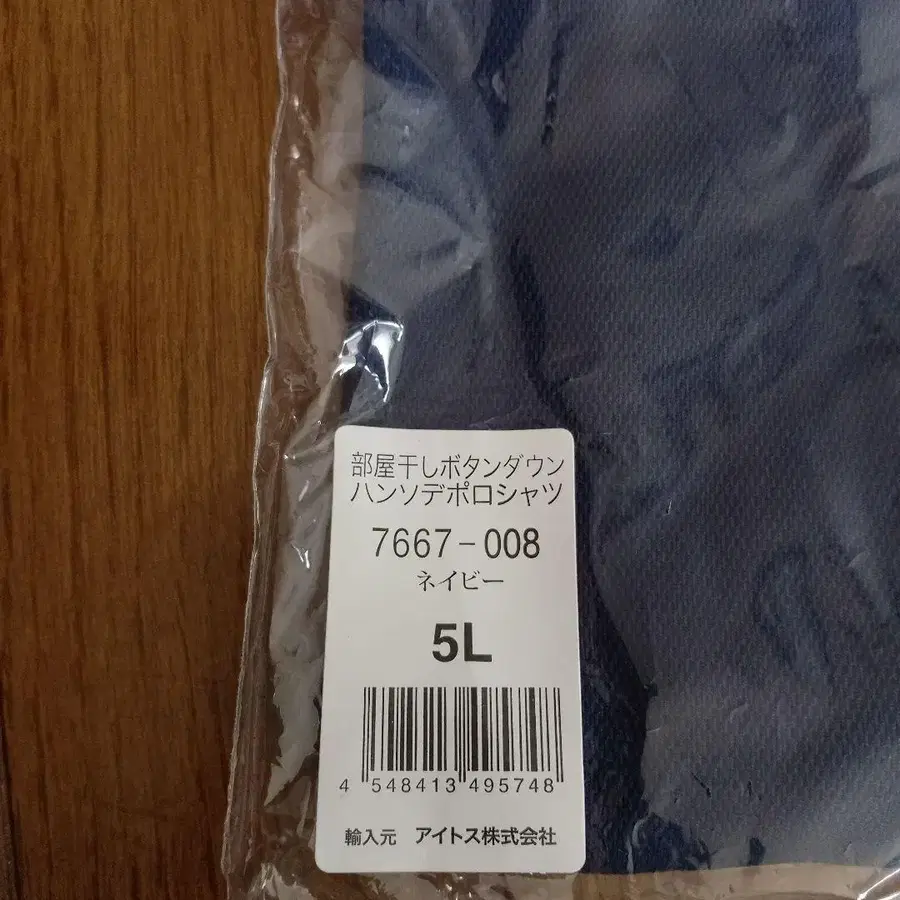 部屋干しボタンダウン
ハンソデポロシャツ
7667-008
ネイビー
5L
4 548413 495748
輸入元 アイトス株式会社